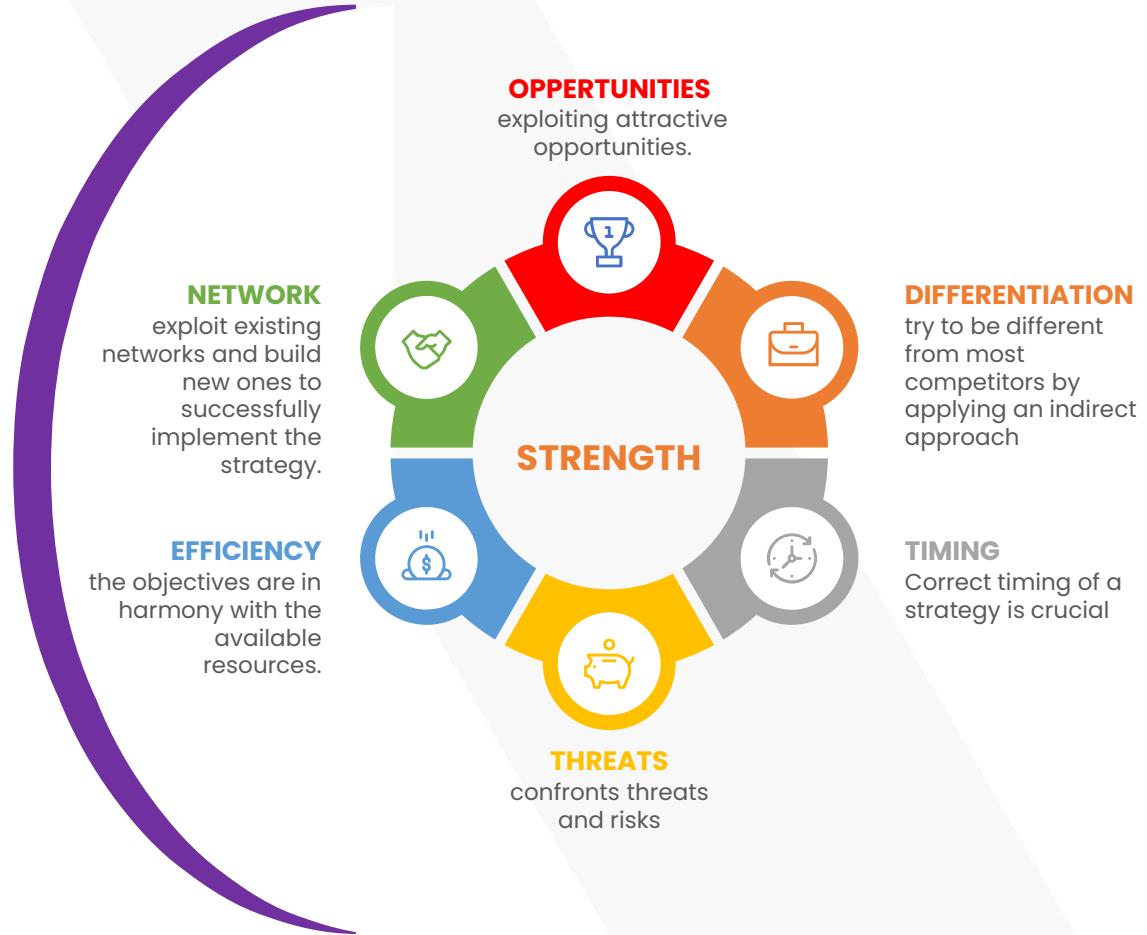 OPPERTUNITIES
exploiting attractive
opportunities.
1
NETWORK
exploit existing
networks and build
new ones to
successfully
implement the
strategy.
DIFFERENTIATION
try to be different
from most
competitors by
applying an indirect
approach
STRENGTH
EFFICIENCY
the objectives are in
harmony with the
available
resources.
$
TIMING
Correct timing of a
strategy is crucial
THREATS
confronts threats
and risks